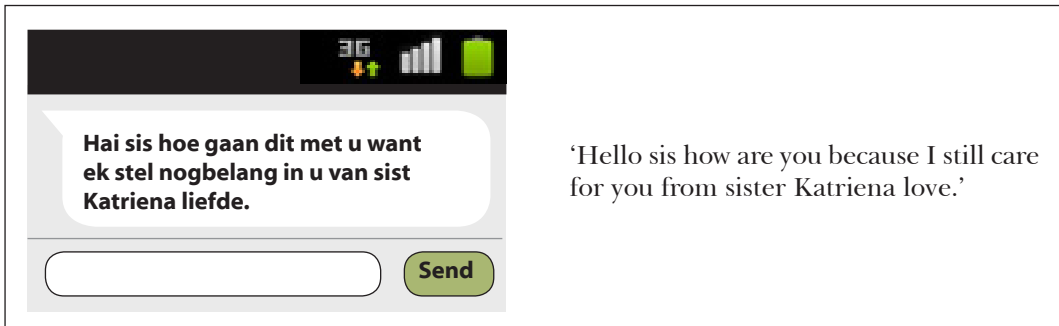 3G
Hai sis hoe gaan dit met u want
ek stel nogbelang in u van sist
Katriena liefde.
Send
‘Hello sis how are you because I still care
for you from sister Katriena love.’